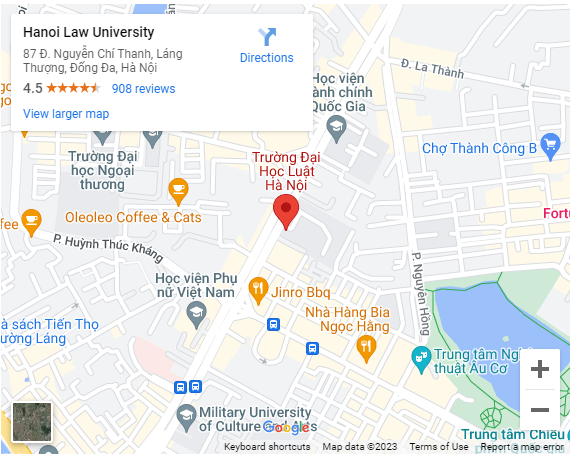 Hanoi Law University
87 Đ. Nguyễn Chí Thanh, Láng
Thượng, Đống Đa, Hà Nội
4.5
908 reviews
View larger map
Directions
Đ. La Thành
Học viện
ành chính
Quốc Gia
Chợ Thành Công B
Trường Đại
học Ngoại
thương
Trường Đại
Học Luật
Hà Nội
Oleoleo Coffee & Cats
Fortu
ffee
P. Huỳnh Thúc Kháng
P. Nguyên Hồng
Học viện Phụ
nữ Việt Nam
Jinro Bbq
Nhà Hàng Bia
Ngọc Hằng
à sách Tiến Thọ
ường Láng
Trung tâm Ngh
thuật Âu Cơ
Military University
of Culture
Google
Trung tâm Chiếu
Keyboard shortcuts
Map data ©2023
Terms of Use
Report a map error